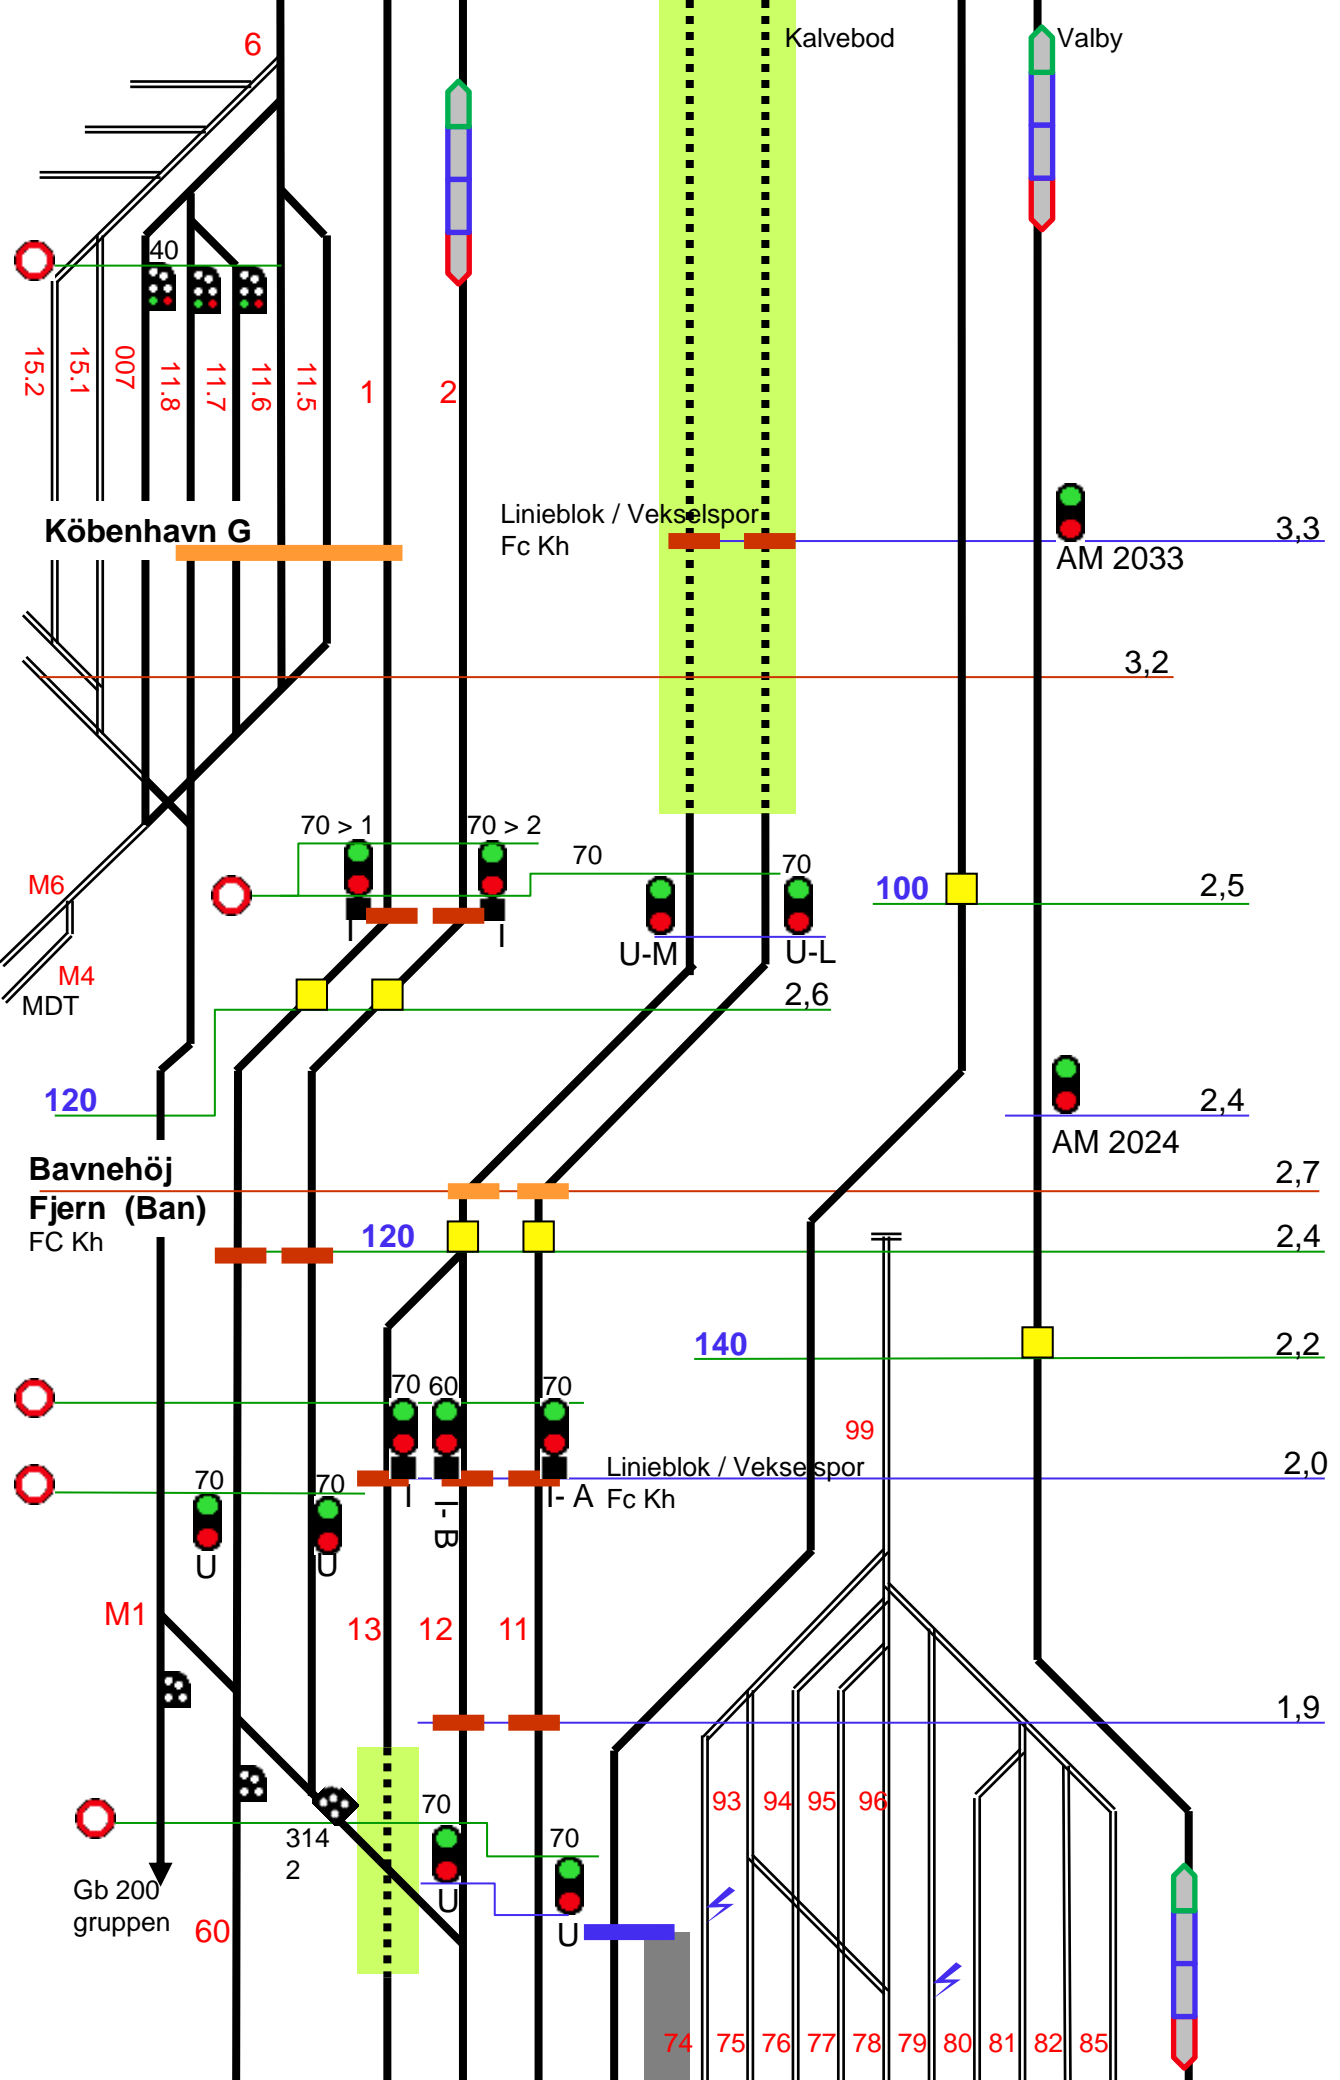 Kalvebod
Valby
6
40
15.2
15.1
007
11.8
11.7
11.6
11.5
1
2
Köbenhavn G
Linieblok / Vekselspor
Fc Kh
3,3
AM 2033
3,2
70 > 1
70 > 2
70
70
M6
100
2,5
I
I
U-M
U-L
M4
MDT
2,6
120
2,4
AM 2024
Bavnehöj
Fjern (Ban)
FC Kh
2,7
120
2,4
140
2,2
70
60
70
99
Linieblok / Vekselspor
Fc Kh
2,0
70
70
I
I- B
I- A
U
U
M1
13
12
11
1,9
93
94
95
96
70
314
2
70
Gb 200
gruppen
U
60
U
74
75
76
77
78
79
80
81
82
85